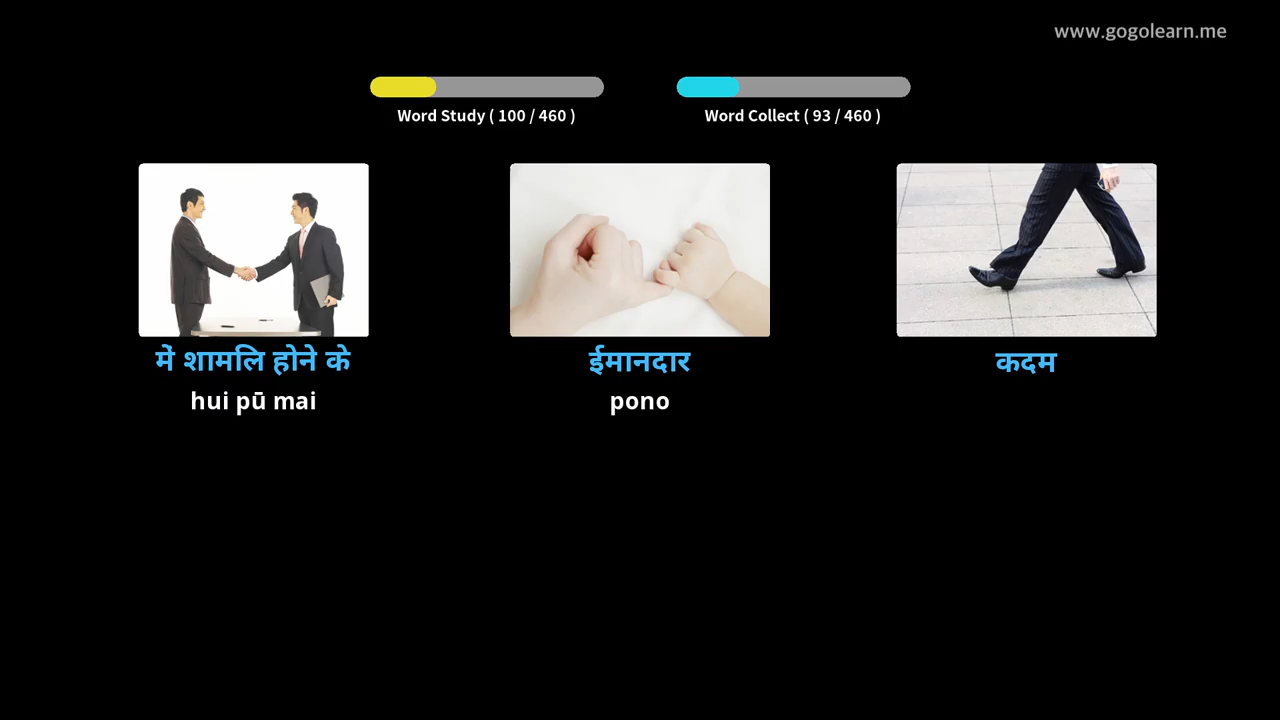 www.gogolearn.me
Word Study ( 100 / 460 )
Word Collect ( 93 / 460 )
में शामलि होने के
hui pū mai
ईमानदार
pono
कदम